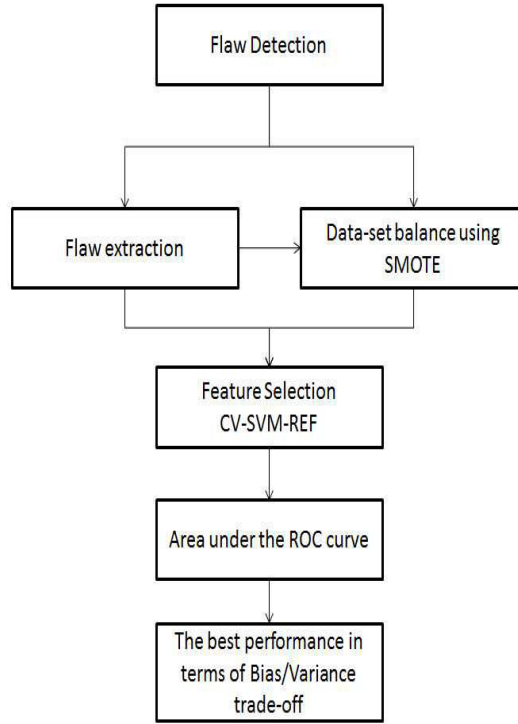 Flaw Detection
Flaw extraction
Data-set balance using
SMOTE
Feature Selection
CV-SVM-REF
Area under the ROC curve
The best performance in
terms of Bias/Variance
trade-off